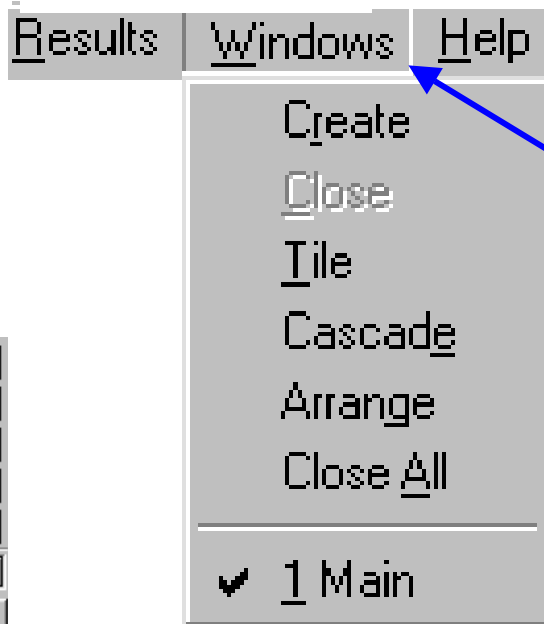 Results Windows Help
Create
Close
Tile
Cascade
Arrange
Close All
1 Main